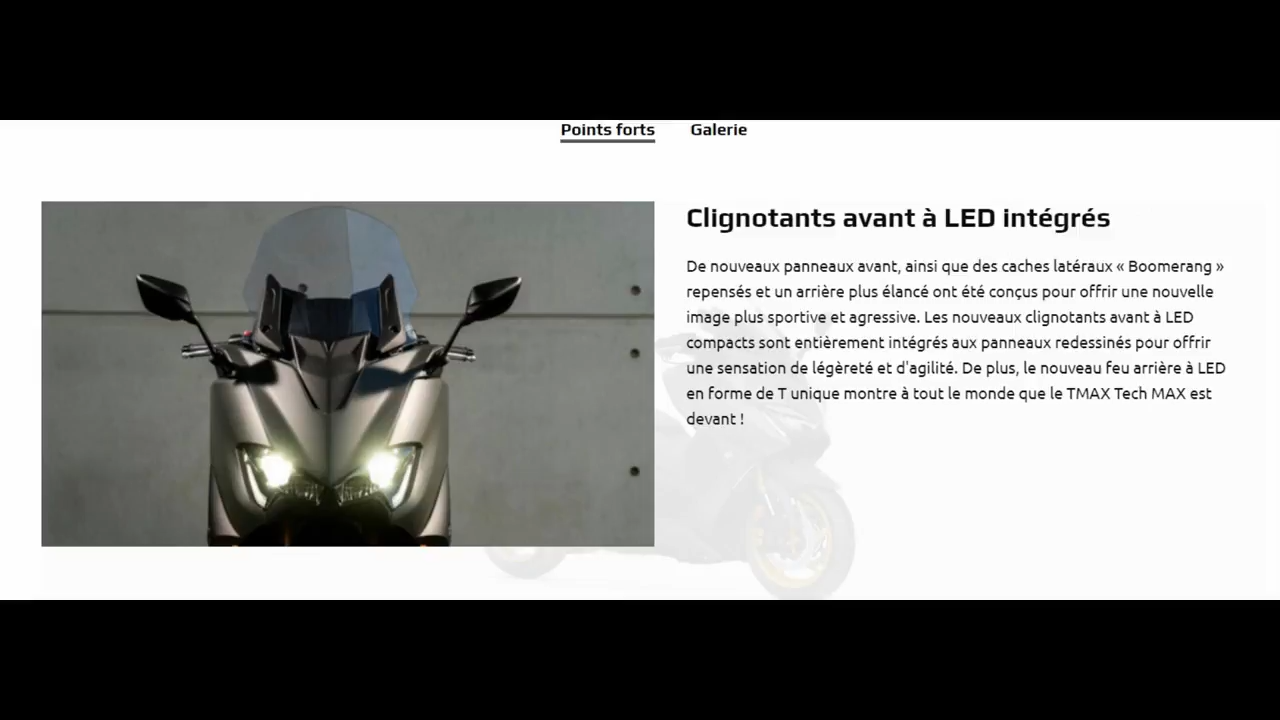 Points forts
Galerie
Clignotants avant à LED intégrés
De nouveaux panneaux avant, ainsi que des caches latéraux « Boomerang »
repensés et un arrière plus élancé ont été conçus pour offrir une nouvelle
image plus sportive et agressive. Les nouveaux clignotants avant à LED
compacts sont entièrement intégrés aux panneaux redessinés pour offrir
une sensation de légèreté et d'agilité. De plus, le nouveau feu arrière à LED
en forme de T unique montre à tout le monde que le TMAX Tech MAX est
devant !